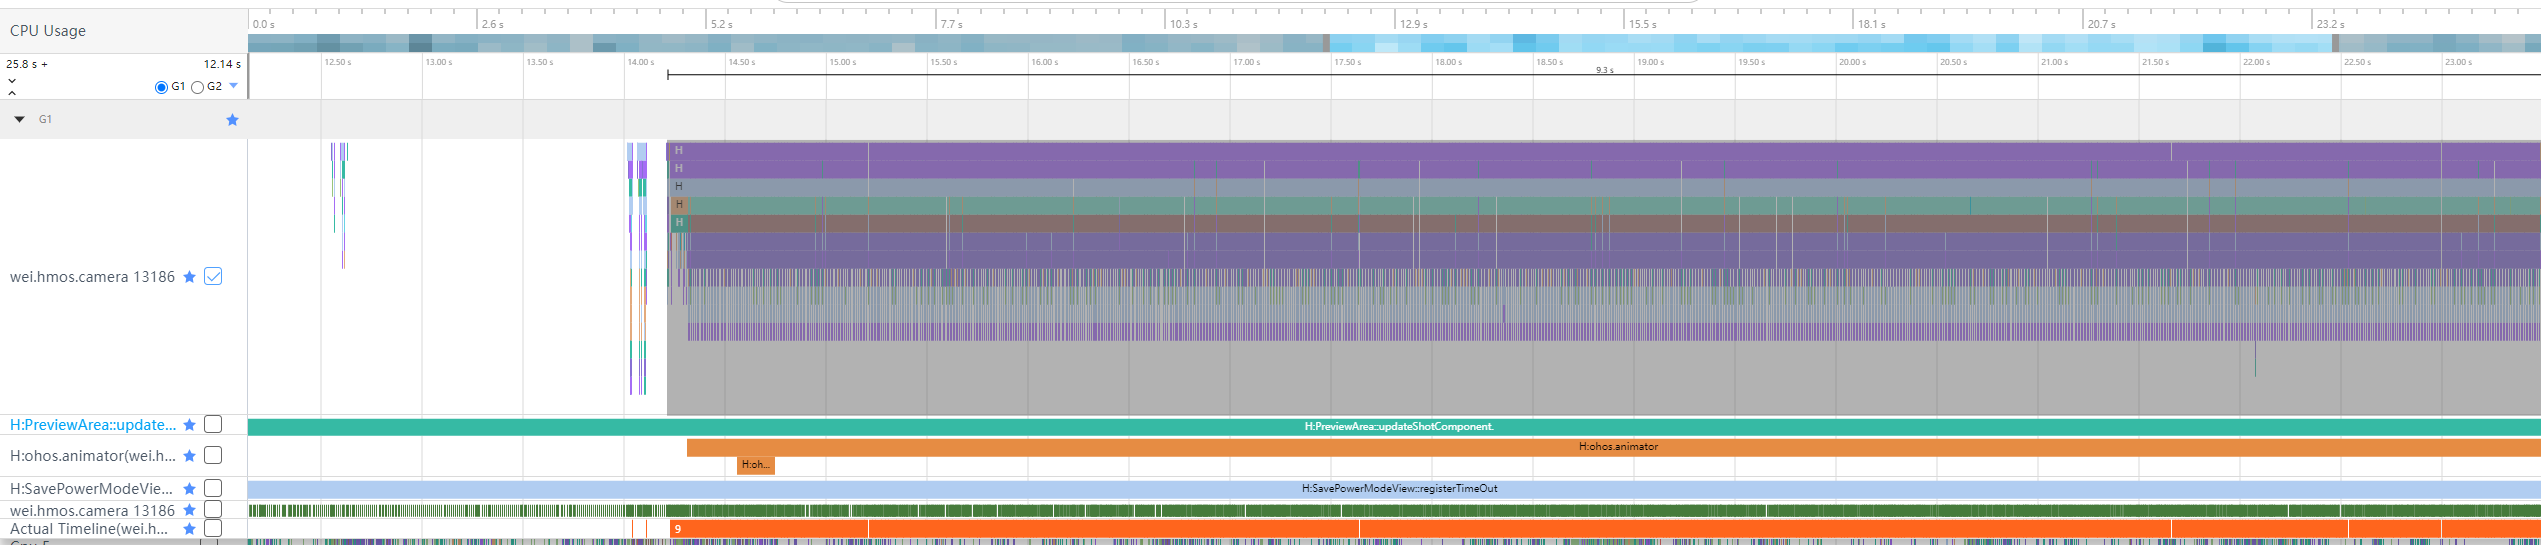 CPU Usage
0.0 s 2.6 s 5.2 s 7.7 s 10.3 s 12.9 s 15.5 s 18.1 s 20.7 s 23.2 s
25.8 s + 12.14 s
12.50 s 13.00 s 13.50 s 14.00 s 14.50 s 15.00 s 15.50 s 16.00 s 16.50 s 17.00 s 17.50 s 18.00 s 18.50 s 19.00 s 19.50 s 20.00 s 20.50 s 21.00 s 21.50 s 22.00 s 22.50 s 23.00 s
9.3 s
G1 G2
G1
H
H
H
H
H
wei.hmos.camera 13186
H:PreviewArea::update... H:PreviewArea::updateShotComponent.
H:ohos.animator(wei.h... H:ohos.animator
H:oh...
H:SavePowerModeVie... H:SavePowerModeView::registerTimeOut
wei.hmos.camera 13186
Actual Timeline(wei.h... 9